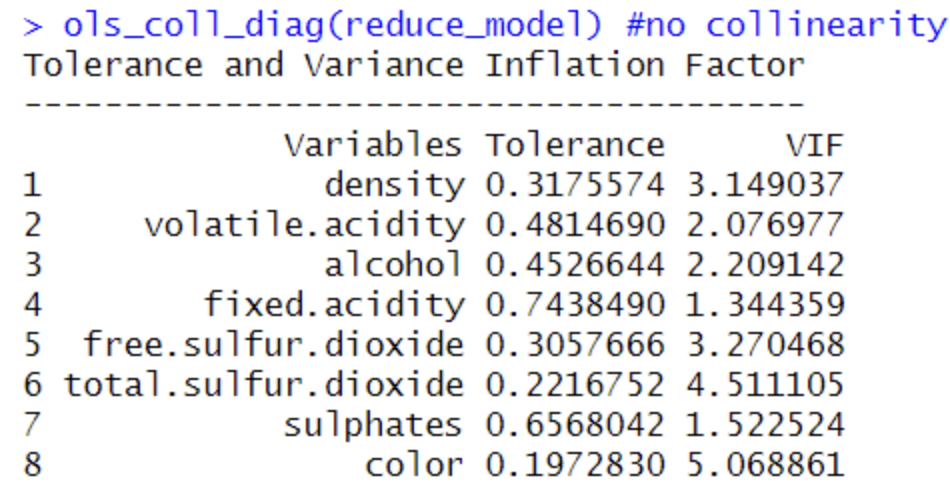 > ols_coll_diag(reduce_model) #no collinearity
Tolerance and Variance Inflation Factor
---------------------------------------
Variables Tolerance VIF
1 density 0.3175574 3.149037
2 volatile.acidity 0.4814690 2.076977
3 alcohol 0.4526644 2.209142
4 fixed.acidity 0.7438490 1.344359
5 free.sulfur.dioxide 0.3057666 3.270468
6 total.sulfur.dioxide 0.2216752 4.511105
7 sulphates 0.6568042 1.522524
8 color 0.1972830 5.068861